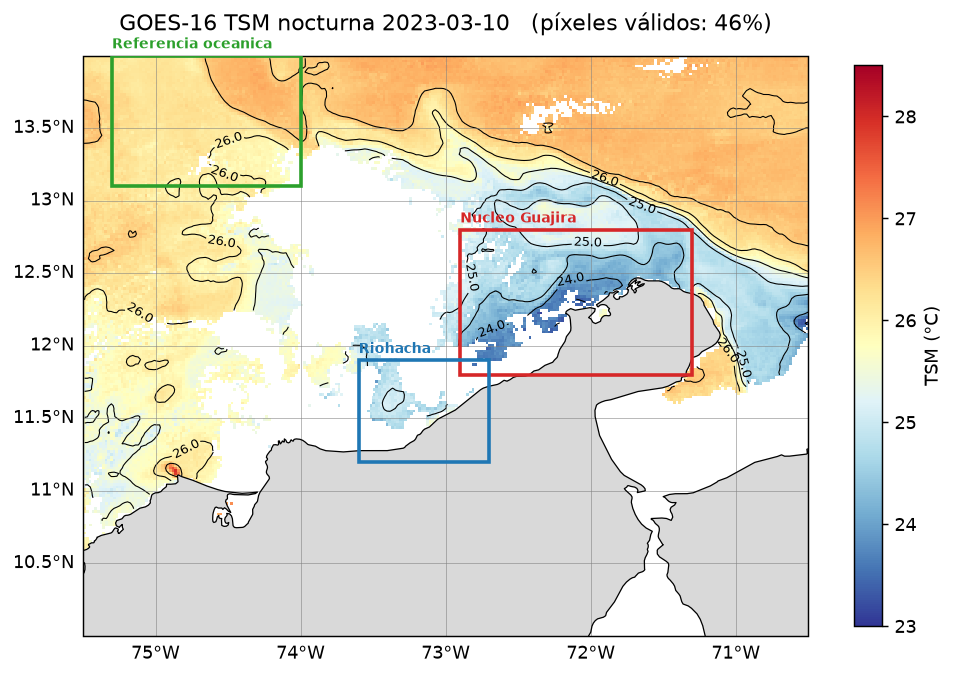 GOES-16 TSM nocturna 2023-03-10   (píxeles válidos: 46%)
Referencia oceanica
Nucleo Guajira
Riohacha
26.0
26.0
26.0
26.0
26.0
26.0
25.0
25.0
25.0
24.0
24.0
26.0
25.0
13.5°N
13°N
12.5°N
12°N
11.5°N
11°N
10.5°N
75°W
74°W
73°W
72°W
71°W
28
27
26
25
24
23
TSM (°C)